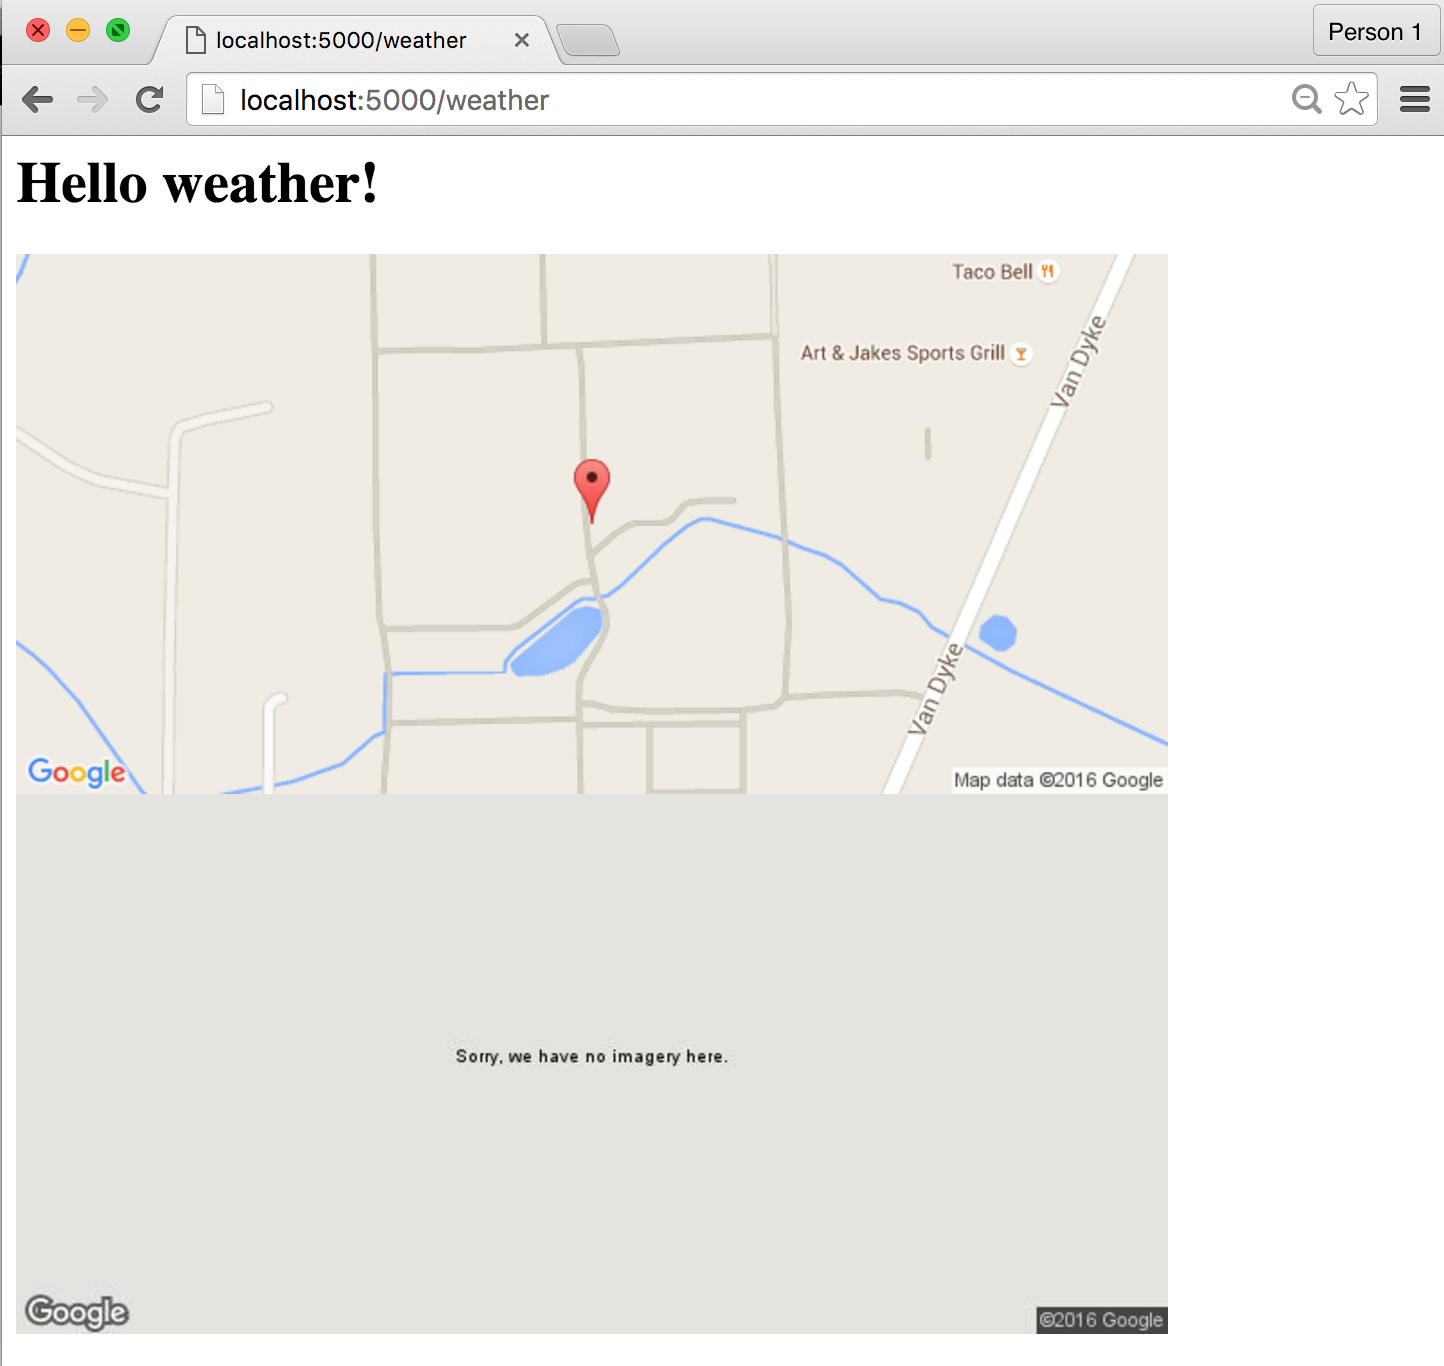 localhost:5000/weather
Person 1
localhost:5000/weather
Hello weather!
Taco Bell
Art & Jakes Sports Grill
Van Dyke
Van Dyke
Google
Map data ©2016 Google
Sorry, we have no imagery here.
Google
©2016 Google